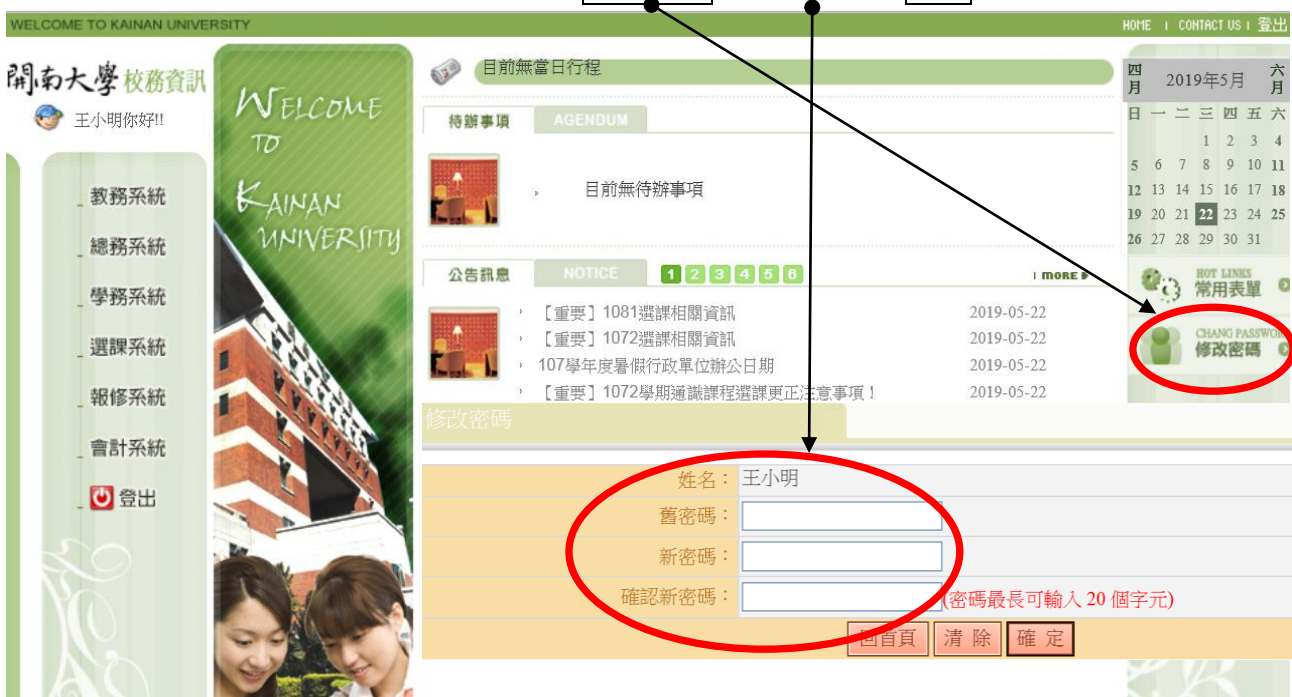 WELCOME TO KAINAN UNIVERSITY
HOME | CONTACT US | 登出
開南大學 校務資訊
王小明你好!!
教務系統
總務系統
學務系統
選課系統
報修系統
會計系統
登出
WELCOME
TO
KAINAN
UNIVERSITY
目前無當日行程
待辦事項 AGENDUM
目前無待辦事項
公告訊息 NOTICE 1 2 3 4 5 6 | MORE
【重要】1081選課相關資訊 2019-05-22
【重要】1072選課相關資訊 2019-05-22
107學年度暑假行政單位辦公日期 2019-05-22
【重要】1072學期通識課程選課更正注意事項! 2019-05-22
四月 2019年5月 六月
日 一 二 三 四 五 六
1 2 3 4
5 6 7 8 9 10 11
12 13 14 15 16 17 18
19 20 21 22 23 24 25
26 27 28 29 30 31
HOT LINKS
常用表單
CHANG PASSWOR
修改密碼
修改密碼
姓名: 王小明
舊密碼:
新密碼:
確認新密碼: (密碼最長可輸入 20 個字元)
回首頁 清 除 確 定